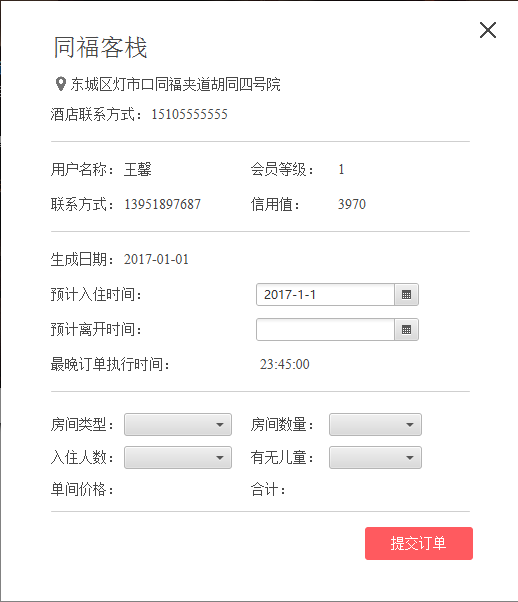 同福客栈
东城区灯市口同福夹道胡同四号院
酒店联系方式：15105555555
用户名称：王馨 会员等级： 1
联系方式：13951897687 信用值： 3970
生成日期：2017-01-01
预计入住时间： 2017-1-1
预计离开时间：
最晚订单执行时间： 23:45:00
房间类型： 房间数量：
入住人数： 有无儿童：
单间价格： 合计：
提交订单